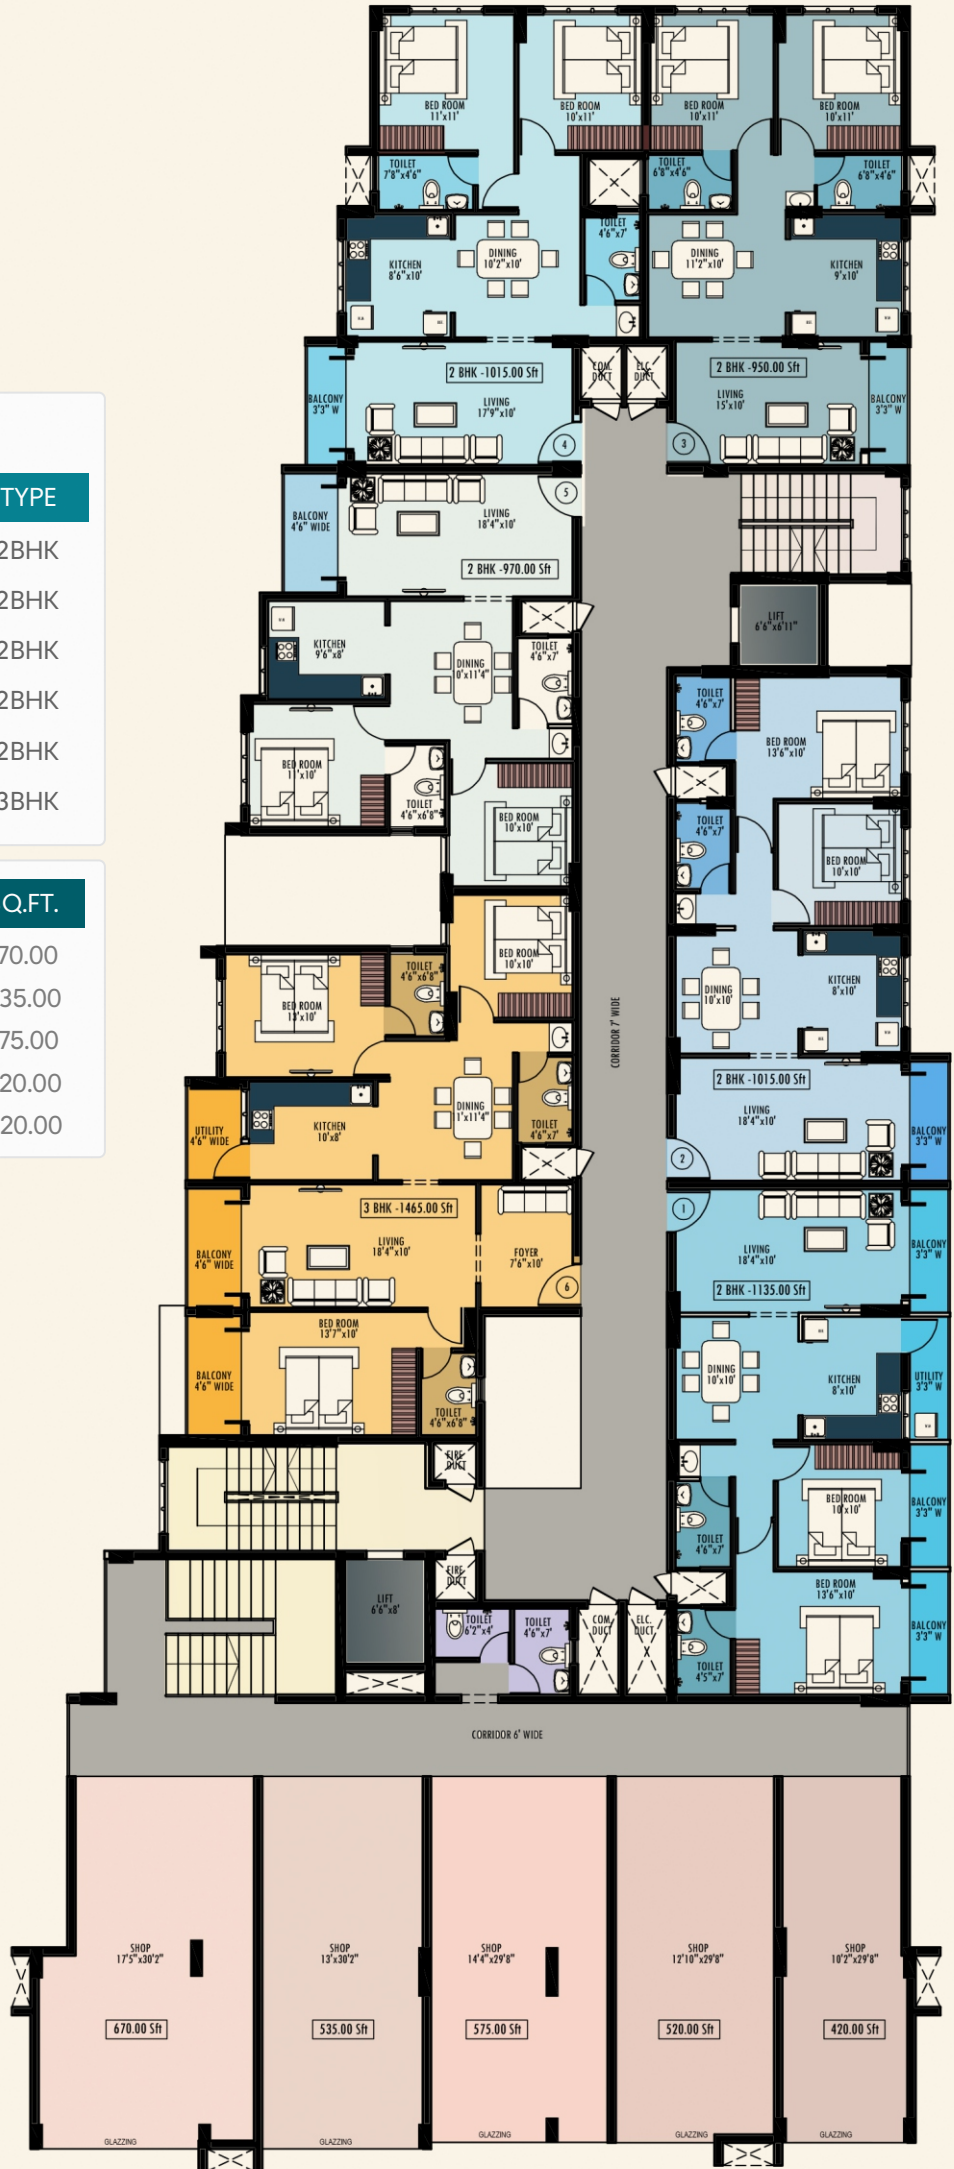 BED ROOM
11'x11'
BED ROOM
10'x11'
BED ROOM
10'x11'
BED ROOM
10'x11'
TOILET
7'8"x4'6"
TOILET
6'8"x4'6"
TOILET
6'8"x4'6"
TOILET
4'6"x7'
KITCHEN
8'6"x10'
DINING
10'2"x10'
DINING
11'2"x10'
KITCHEN
9'x10'
2 BHK -1015.00 Sft
COM.
DUCT
ELC.
DUCT
2 BHK -950.00 Sft
BALCONY
3'3" W
LIVING
17'9"x10'
LIVING
15'x10'
BALCONY
3'3" W
4
3
5
BALCONY
4'6" WIDE
LIVING
18'4"x10'
2 BHK -970.00 Sft
TYPE
2BHK
2BHK
2BHK
2BHK
2BHK
3BHK
LIFT
6'6"x6'11"
KITCHEN
9'6"x8'
DINING
0'x11'4"
TOILET
4'6"x7'
TOILET
4'6"x7'
BED ROOM
13'6"x10'
BED ROOM
11'x10'
TOILET
4'6"x6'8"
BED ROOM
10'x10'
TOILET
4'6"x7'
BED ROOM
10'x10'
Q.FT.
70.00
35.00
75.00
20.00
20.00
BED ROOM
10'x10'
TOILET
4'6"x6'8"
BED ROOM
13'x10'
DINING
10'x10'
KITCHEN
8'x10'
CORRIDOR 7' WIDE
2 BHK -1015.00 Sft
UTILITY
4'6" WIDE
KITCHEN
10'x8'
DINING
1'x11'4"
TOILET
4'6"x7'
LIVING
18'4"x10'
BALCONY
3'3" W
2
1
3 BHK -1465.00 Sft
BALCONY
4'6" WIDE
LIVING
18'4"x10'
FOYER
7'6"x10'
6
LIVING
18'4"x10'
BALCONY
3'3" W
2 BHK -1135.00 Sft
BED ROOM
13'7"x10'
BALCONY
4'6" WIDE
TOILET
4'6"x6'8"
DINING
10'x10'
KITCHEN
8'x10'
UTILITY
3'3" W
FIRE
DUCT
BED ROOM
10'x10'
BALCONY
3'3" W
TOILET
4'6"x7'
FIRE
DUCT
LIFT
6'6"x8'
BED ROOM
13'6"x10'
TOILET
6'2"x4'
TOILET
4'6"x7'
COM.
DUCT
ELC.
DUCT
BALCONY
3'3" W
TOILET
4'5"x7'
CORRIDOR 6' WIDE
SHOP
17'5"x30'2"
SHOP
13'x30'2"
SHOP
14'4"x29'8"
SHOP
12'10"x29'8"
SHOP
10'2"x29'8"
670.00 Sft
535.00 Sft
575.00 Sft
520.00 Sft
420.00 Sft
GLAZZING
GLAZZING
GLAZZING
GLAZZING
GLAZZING